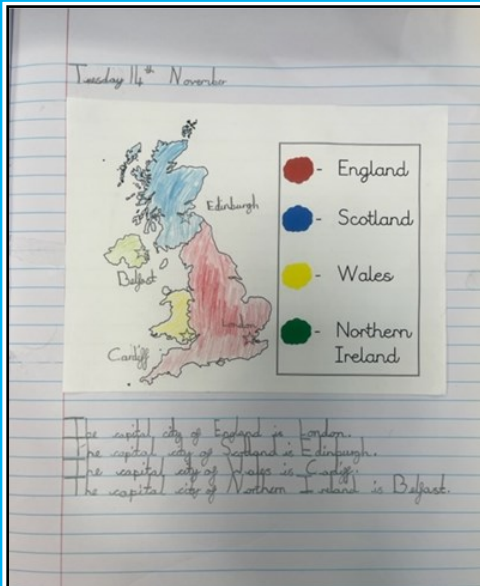 Tuesday 14th November
- England
- Scotland
Edinburgh
- Wales
Belfast
London
- Northern
Ireland
Cardiff
The capital city of England is London.
The capital city of Scotland is Edinburgh.
The capital city of Wales is Cardiff.
The capital city of Northern Ireland is Belfast.